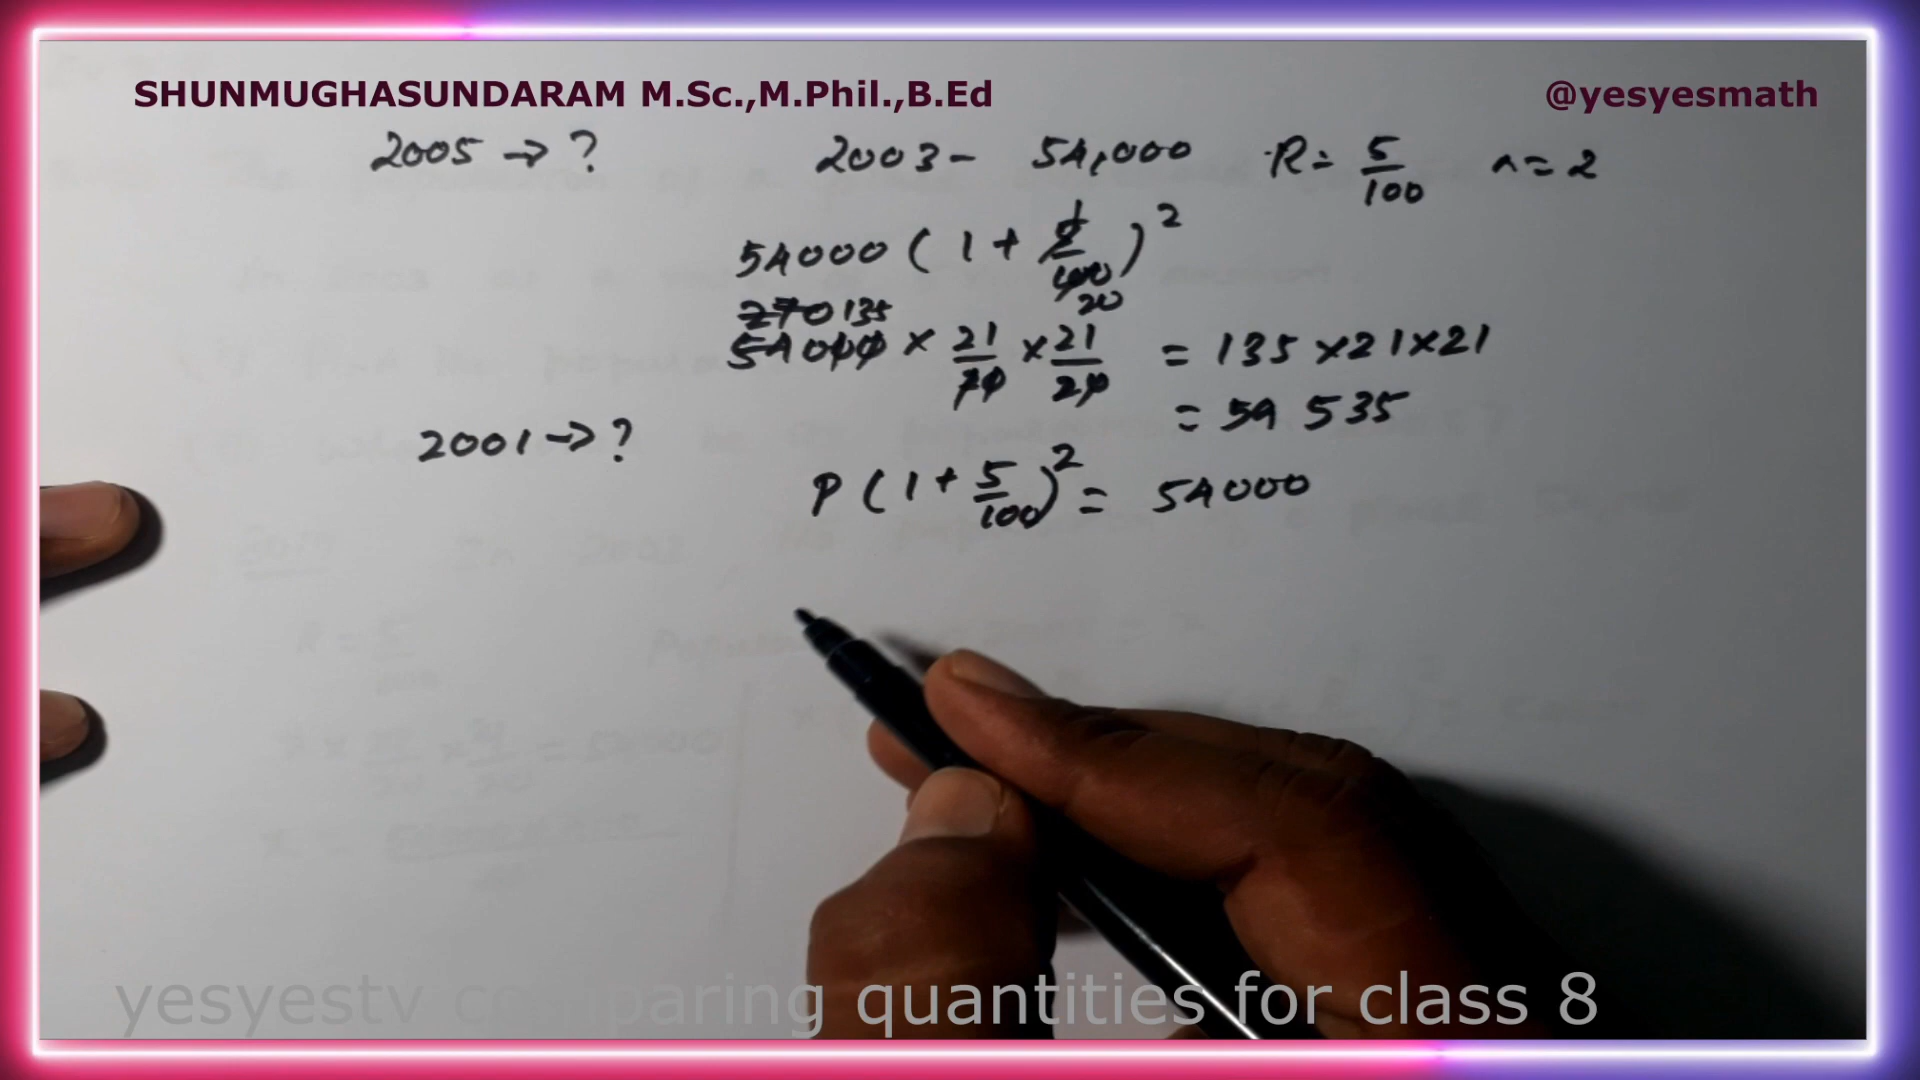 SHUNMUGHASUNDARAM M.Sc.,M.Phil.,B.Ed @yesyesmath
2005 → ? 2003 - 54,000 R = 5/100 n = 2
54000 ( 1 + 5/100 )²
1
20
270 135
54000 × 21/20 × 21/20 = 135 × 21 × 21
= 59 535
2001 → ?
P ( 1 + 5/100 )² = 54000
yesyestv comparing quantities for class 8